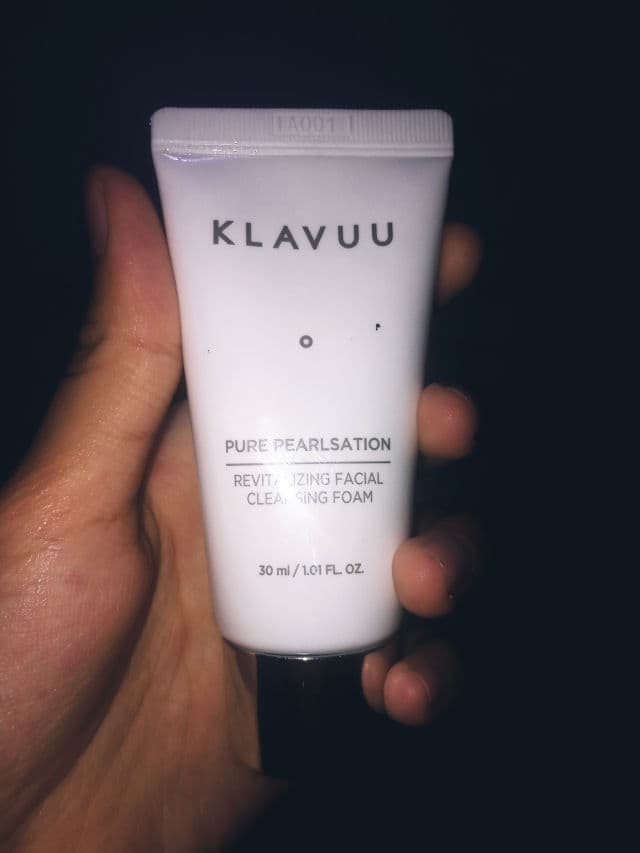 KLAVUU
PURE PEARLSATION
REVITALIZING FACIAL
CLEANSING FOAM
30 ml / 1.01 FL. OZ.